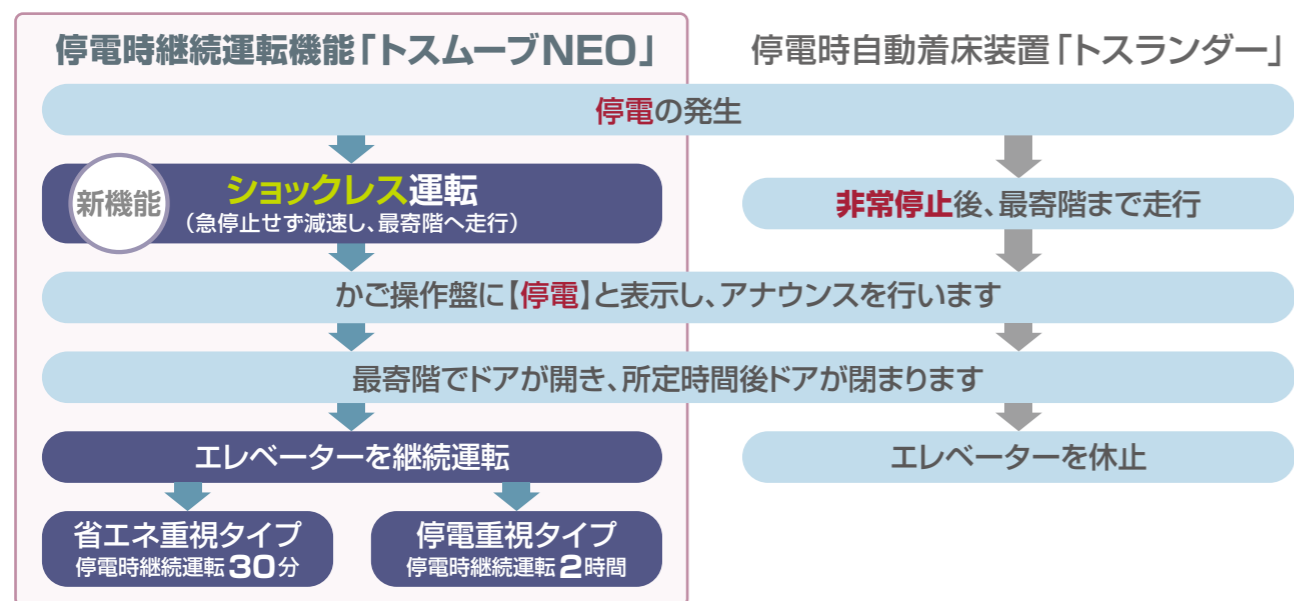 停電時継続運転機能「トスムーブNEO」
停電時自動着床装置「トスランダー」
停電の発生
新機能
ショックレス運転
（急停止せず減速し、最寄階へ走行）
非常停止後、最寄階まで走行
かご操作盤に【停電】と表示し、アナウンスを行います
最寄階でドアが開き、所定時間後ドアが閉まります
エレベーターを継続運転
エレベーターを休止
省エネ重視タイプ
停電時継続運転30分
停電重視タイプ
停電時継続運転2時間